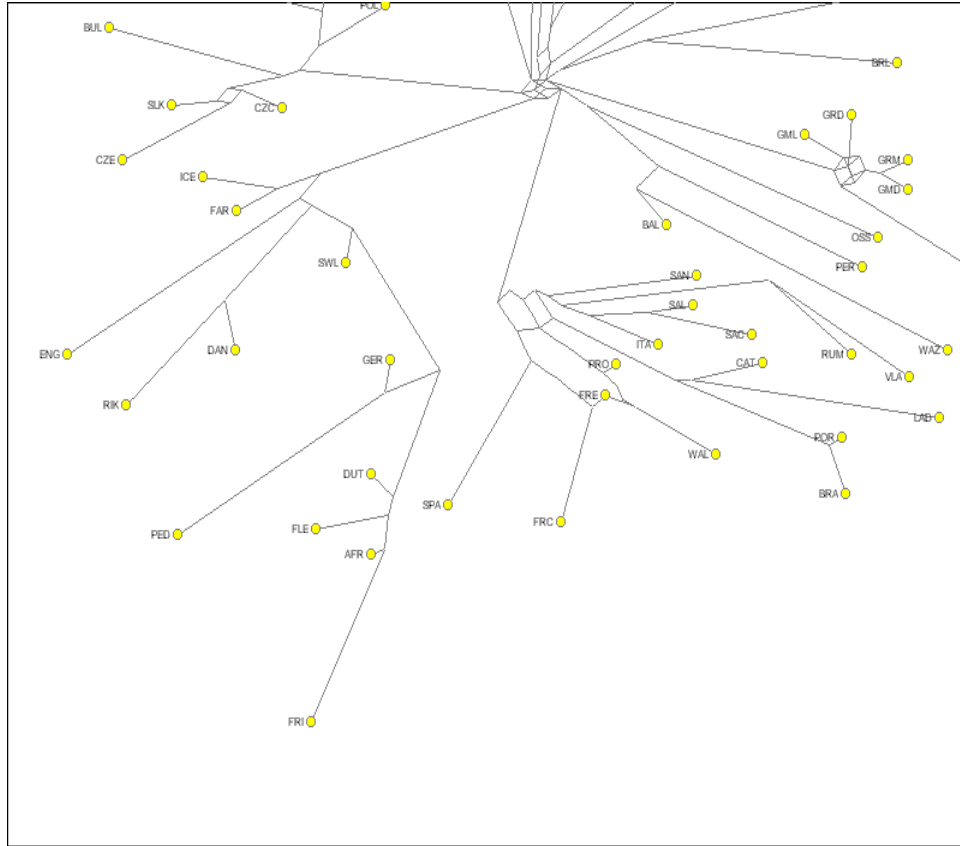 POL
BUL
BRL
SLK
CZC
GRD
GML
CZE
GRM
ICE
GMD
FAR
BAL
OSS
SWL
PER
SAN
SAL
SAC
ITA
ENG
DAN
GER
PRO
CAT
RUM
WAZ
VLA
FRE
RIK
LAD
POR
WAL
DUT
BRA
SPA
FRC
FLE
PED
AFR
FRI